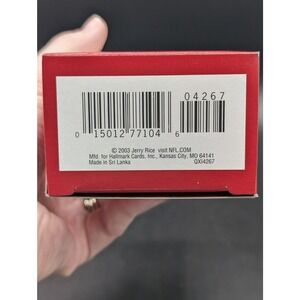 04267
0 15012 77104 6
© 2003 Jerry Rice visit NFL.COM
Mfd. for Hallmark Cards, Inc., Kansas City, MO 64141
Made in Sri Lanka QXI4267